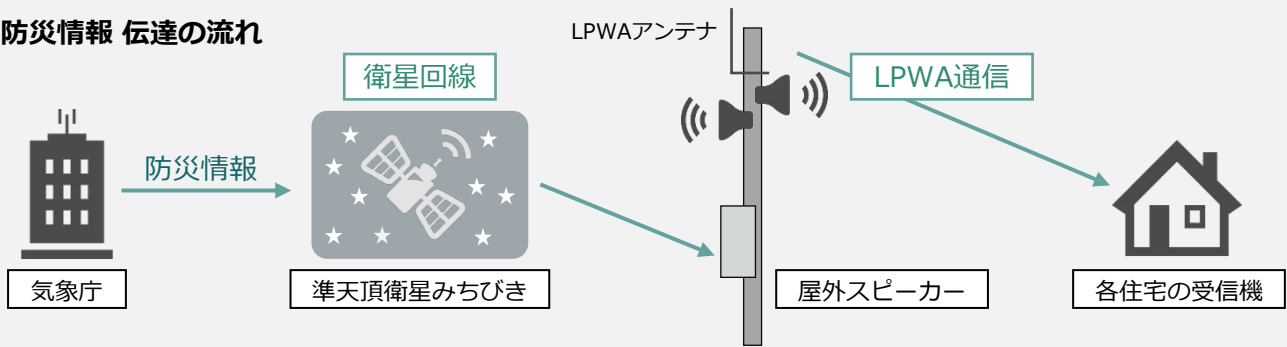 防災情報 伝達の流れ
LPWAアンテナ
衛星回線
LPWA通信
防災情報
気象庁
準天頂衛星みちびき
屋外スピーカー
各住宅の受信機